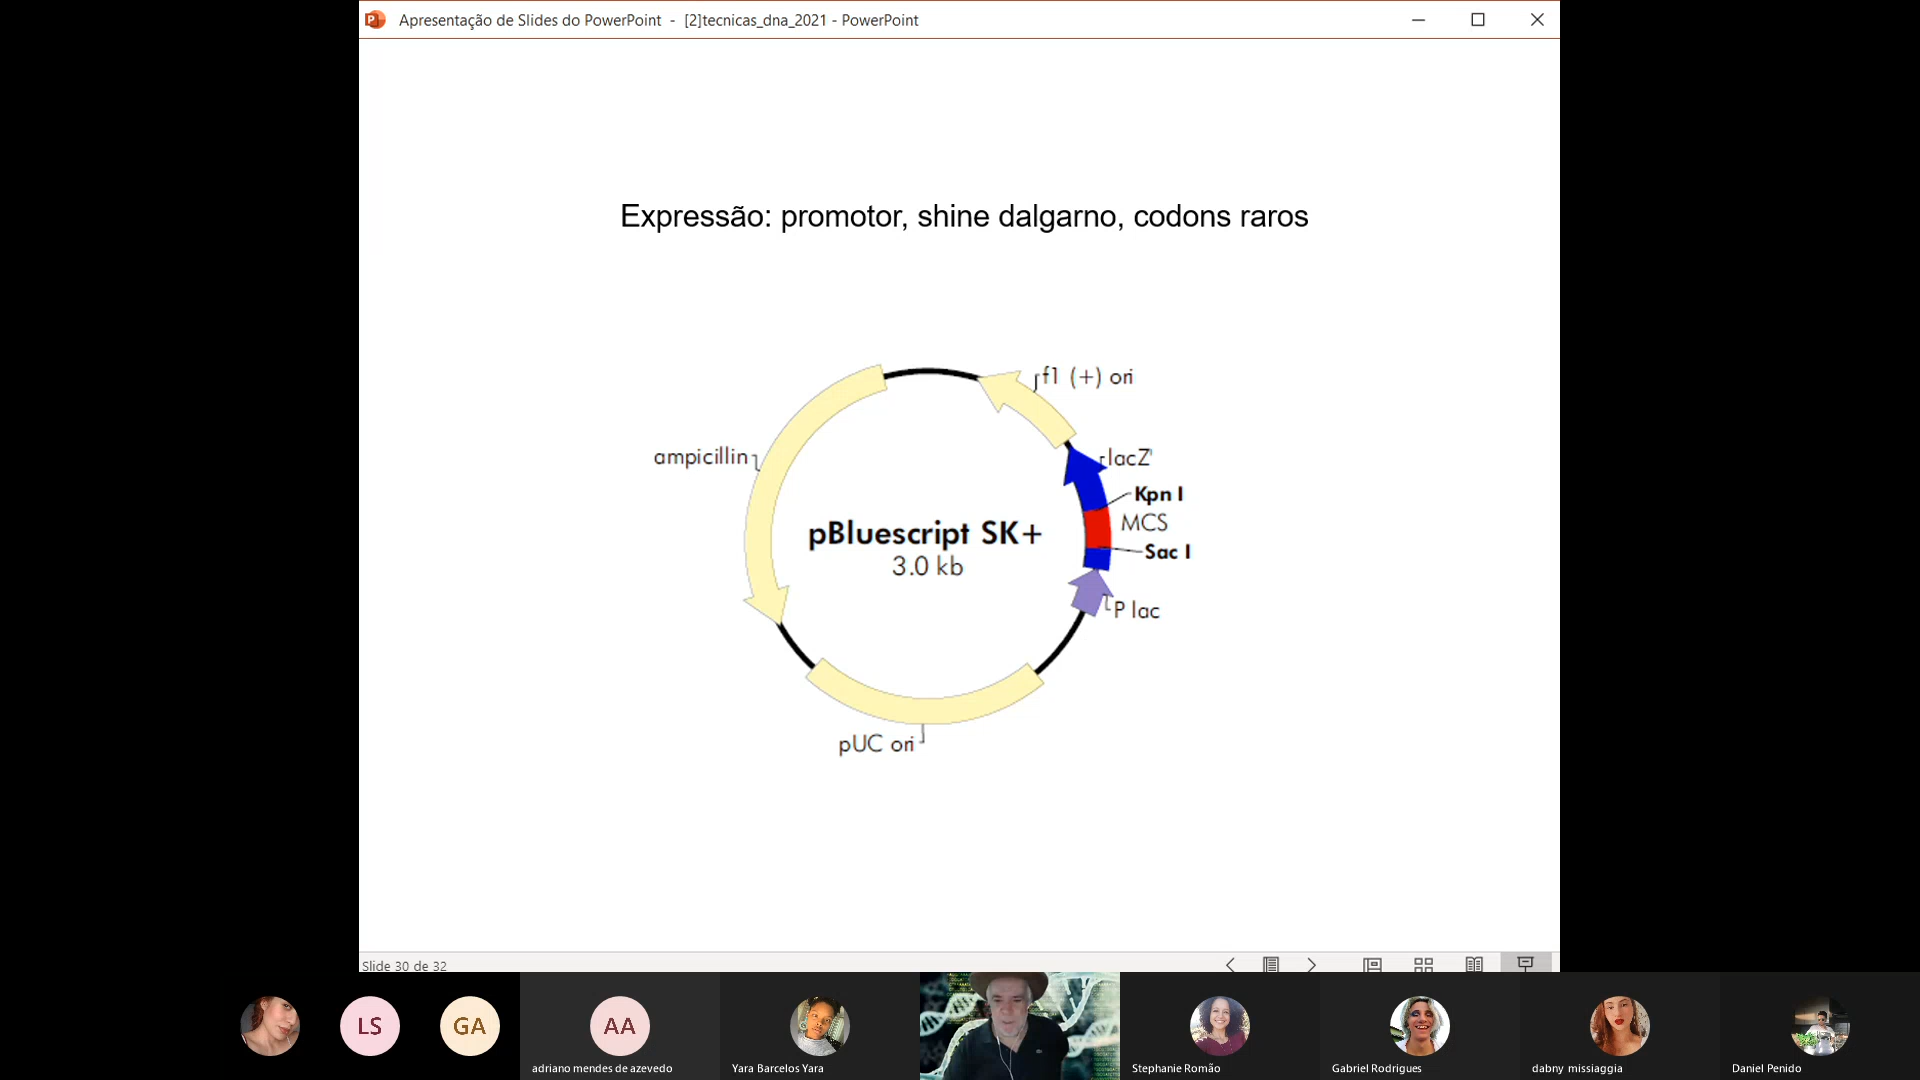 Apresentação de Slides do PowerPoint - [2]tecnicas_dna_2021 - PowerPoint
Expressão: promotor, shine dalgarno, codons raros
f1 (+) ori
ampicillin
lacZ'
Kpn I
MCS
pBluescript SK+
Sac I
3.0 kb
P lac
pUC ori
Slide 30 de 32
LS
GA
AA
adriano mendes de azevedo
Yara Barcelos Yara
Stephanie Romão
Gabriel Rodrigues
dabny missiaggia
Daniel Penido